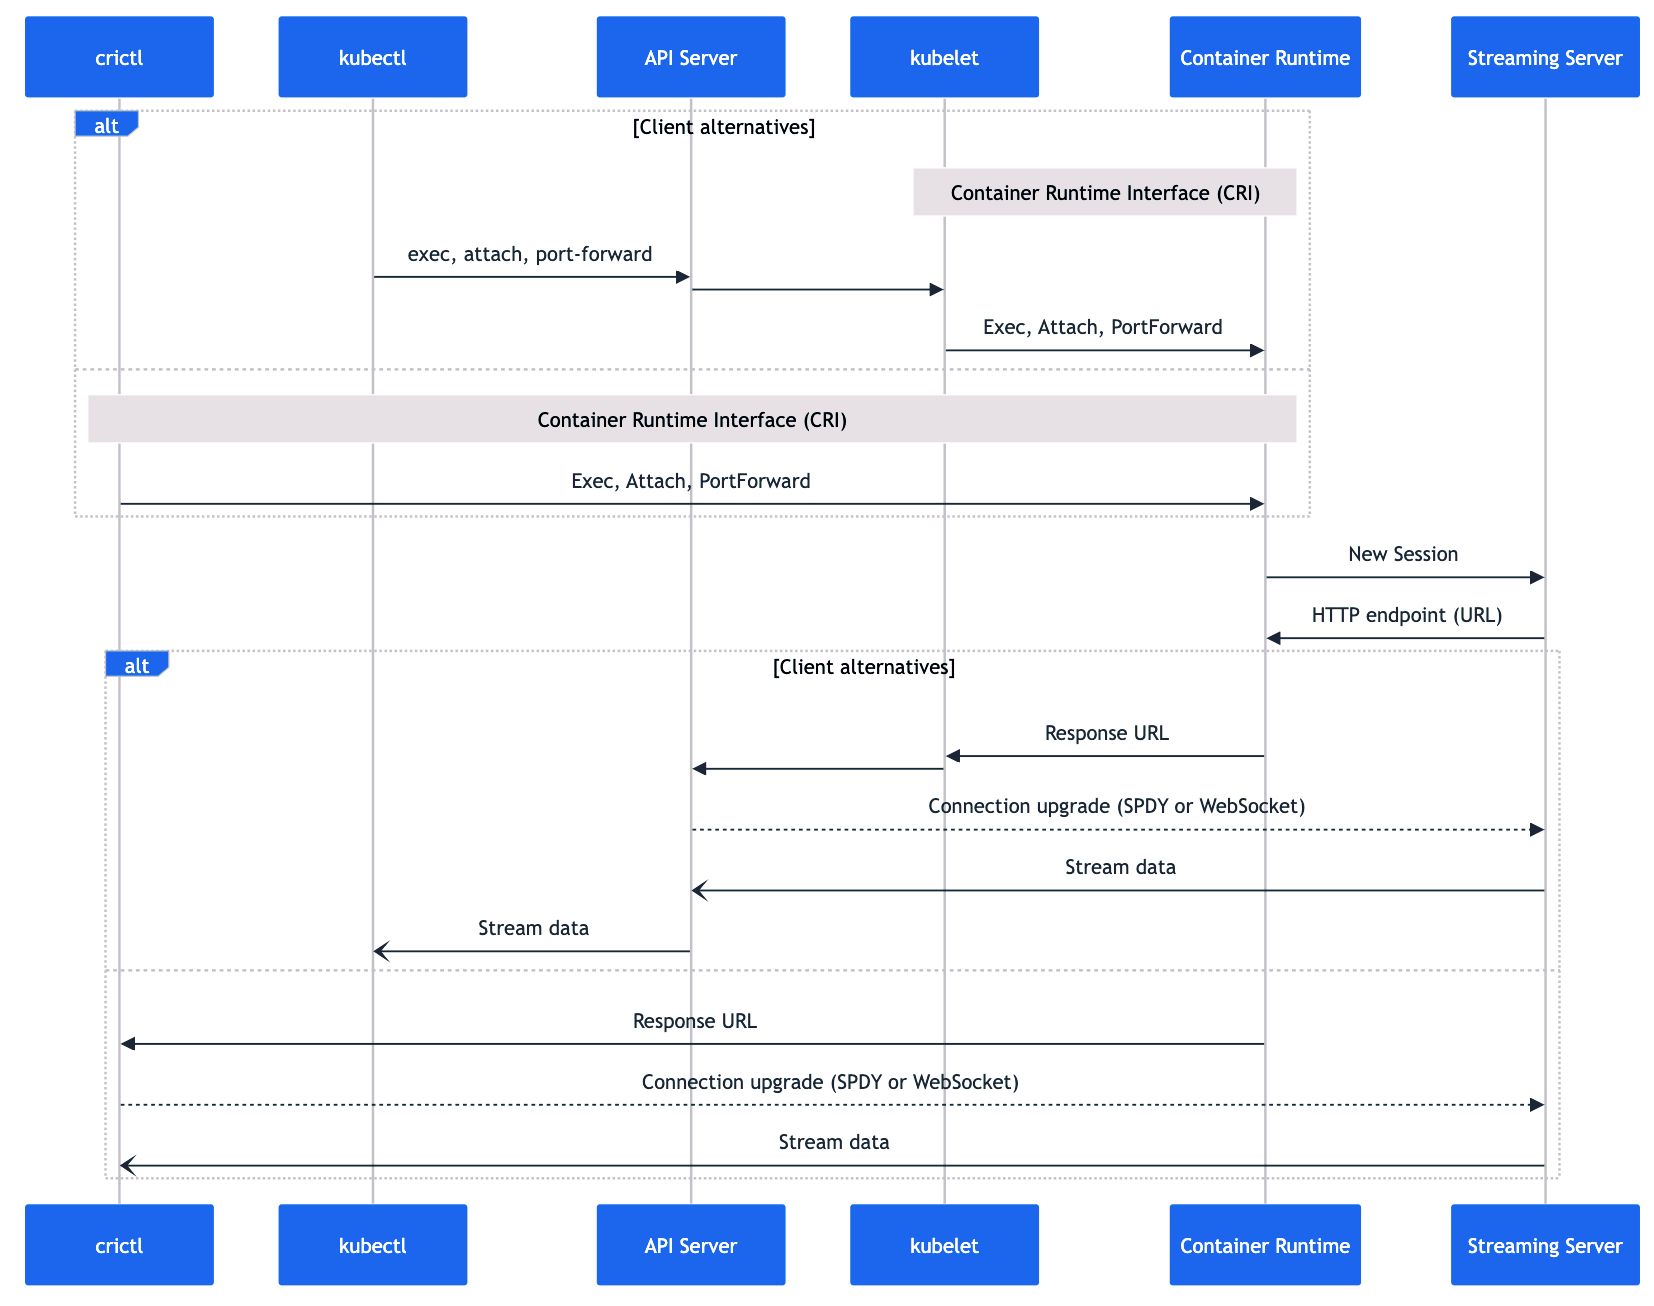 crictl
kubectl
API Server
kubelet
Container Runtime
Streaming Server
alt
[Client alternatives]
Container Runtime Interface (CRI)
exec, attach, port-forward
Exec, Attach, PortForward
Container Runtime Interface (CRI)
Exec, Attach, PortForward
New Session
HTTP endpoint (URL)
alt
[Client alternatives]
Response URL
Connection upgrade (SPDY or WebSocket)
Stream data
Stream data
Response URL
Connection upgrade (SPDY or WebSocket)
Stream data
crictl
kubectl
API Server
kubelet
Container Runtime
Streaming Server